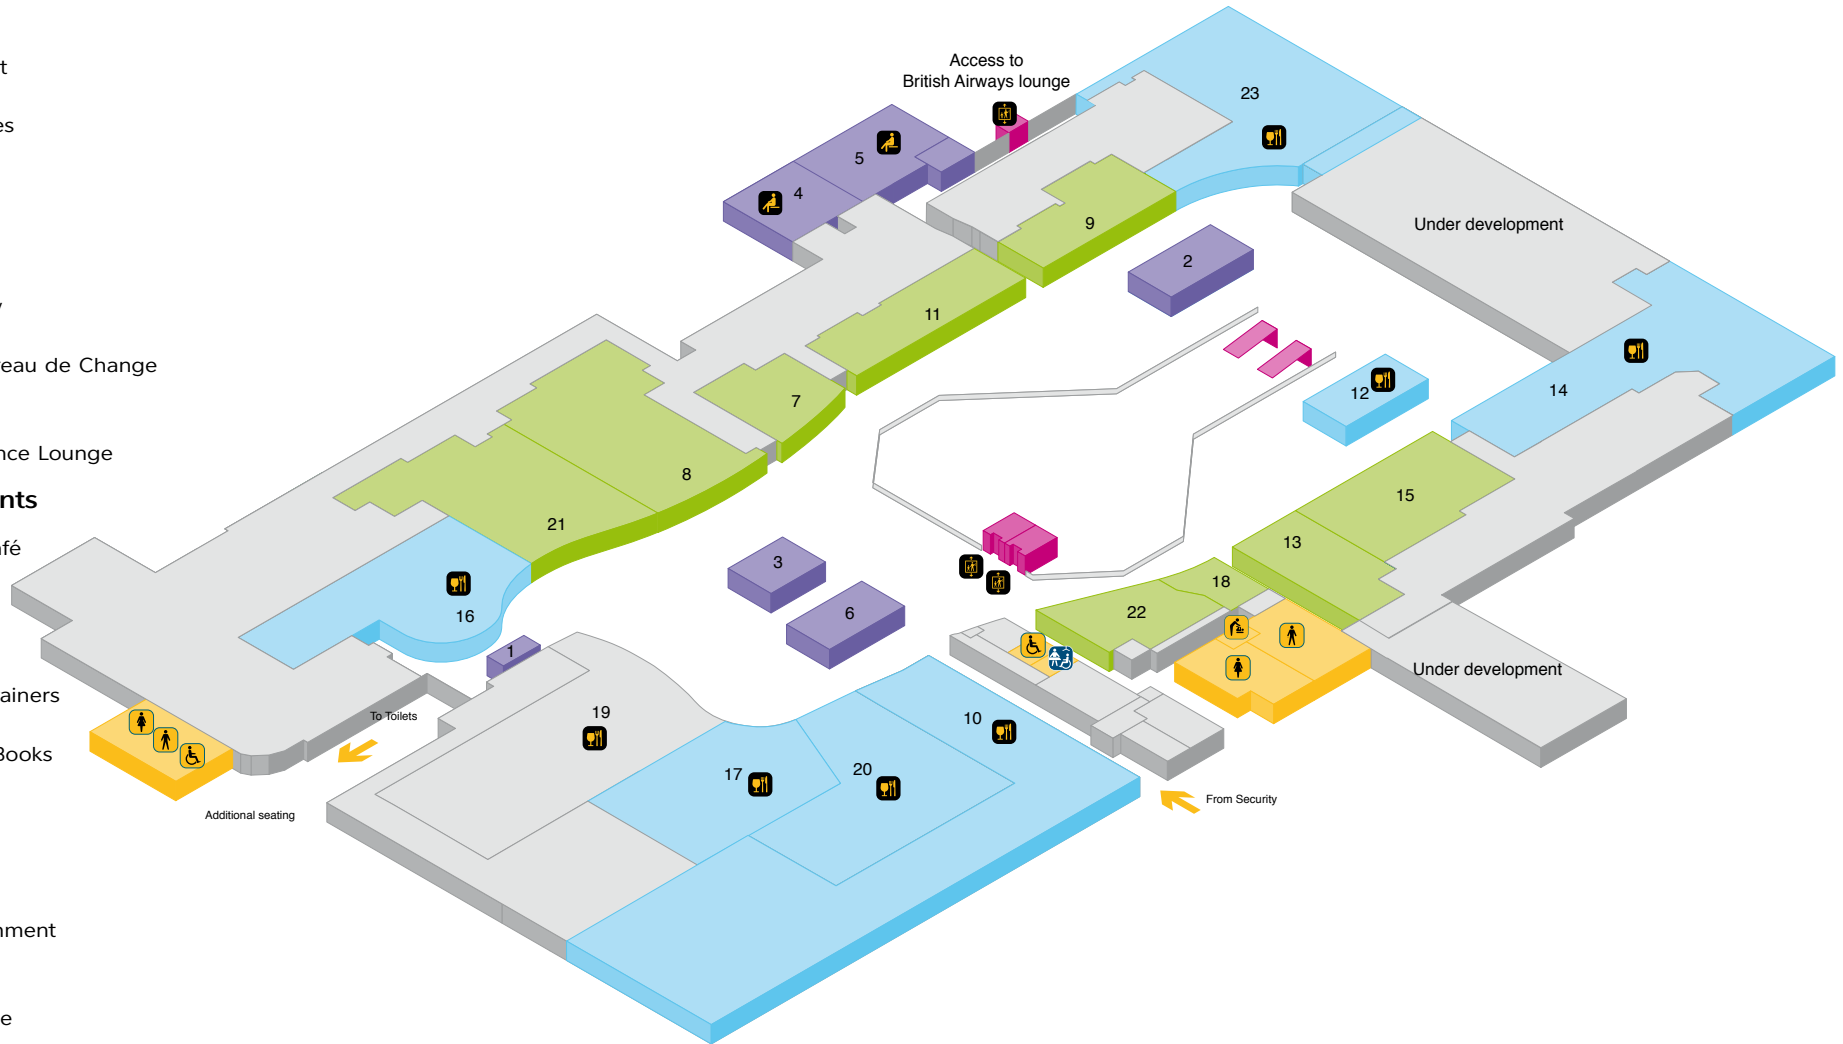 t
es
y
eau de Change
nce Lounge
nts
afé
ainers
Books
nment
e
Access to
British Airways lounge
23
5
4
9
Under development
2
11
12
14
7
8
15
21
13
3
18
16
6
22
1
Under development
To Toilets
19
10
17
20
From Security
Additional seating